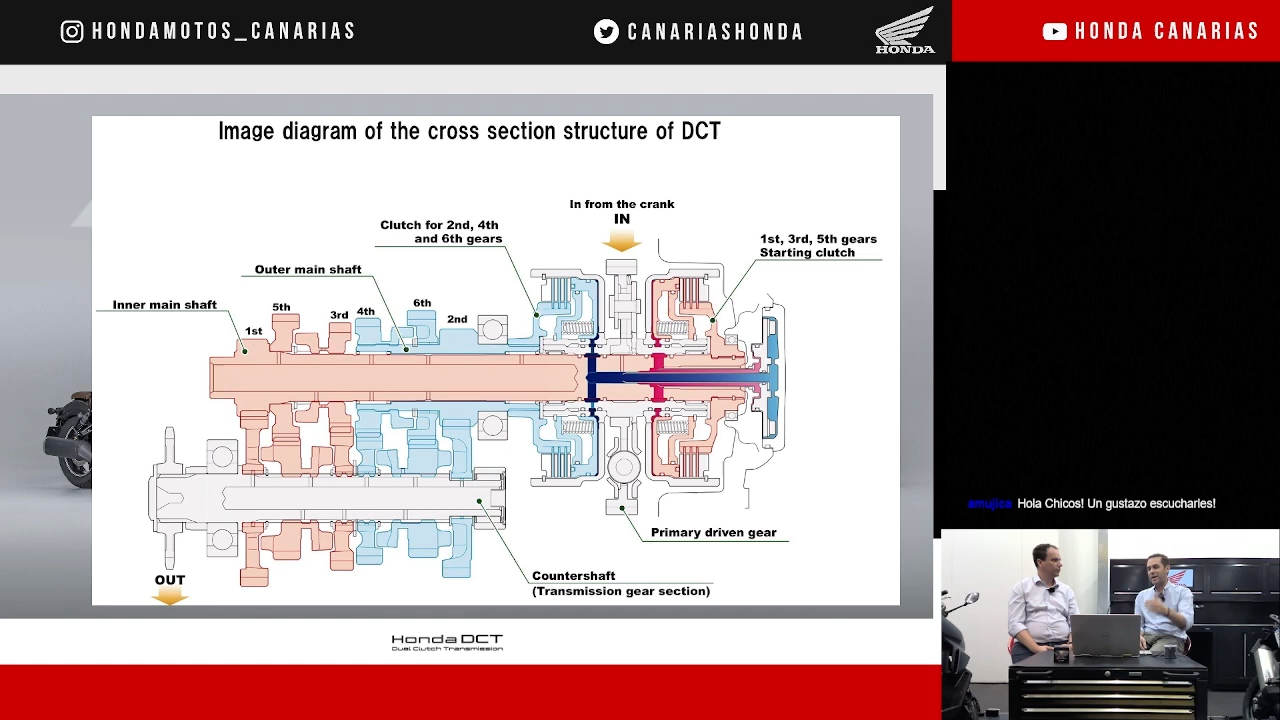 HONDAMOTOS_CANARIAS
CANARIASHONDA
HONDA
HONDA CANARIAS
Image diagram of the cross section structure of DCT
In from the crank
IN
Clutch for 2nd, 4th
and 6th gears
1st, 3rd, 5th gears
Starting clutch
Outer main shaft
Inner main shaft
5th
6th
3rd
4th
2nd
1st
amujica Hola Chicos! Un gustazo escucharles!
Primary driven gear
OUT
Countershaft
(Transmission gear section)
Honda DCT
Dual Clutch Transmission
HONDA